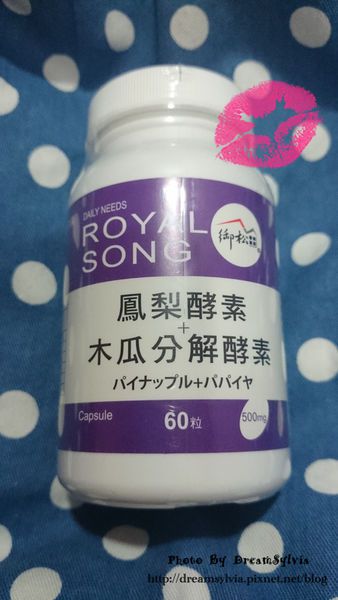 DAILY NEEDS
ROYAL
SONG
御松
鳳梨酵素
+
木瓜分解酵素
パイナップル+パパイヤ
Capsule
60粒
500mg
Photo By DreamSylvia
http://dreamsylvia.pixnet.net/blog